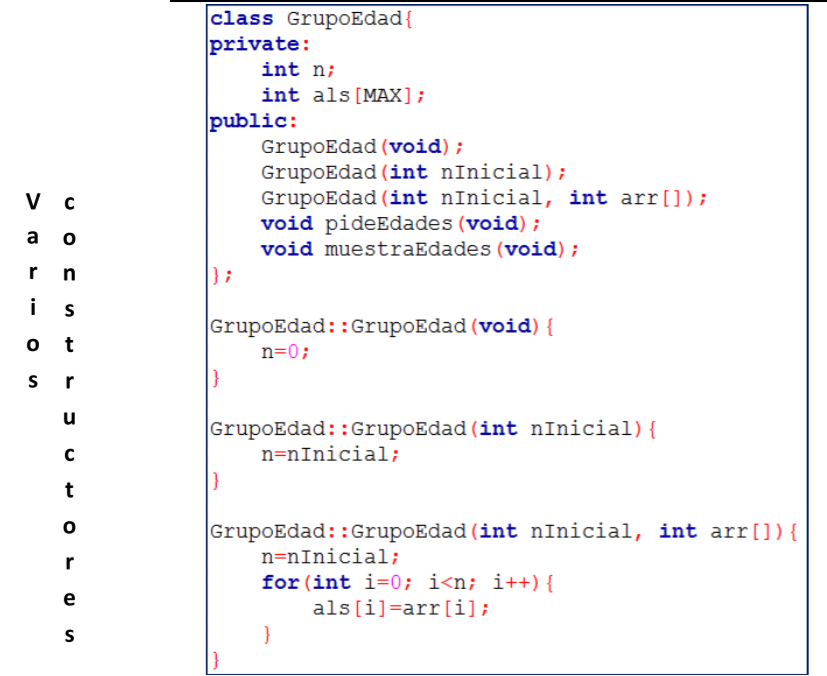 Varios
constructores
class GrupoEdad{
private:
    int n;
    int als[MAX];
public:
    GrupoEdad(void);
    GrupoEdad(int nInicial);
    GrupoEdad(int nInicial, int arr[]);
    void pideEdades(void);
    void muestraEdades(void);
};

GrupoEdad::GrupoEdad(void){
    n=0;
}

GrupoEdad::GrupoEdad(int nInicial){
    n=nInicial;
}

GrupoEdad::GrupoEdad(int nInicial, int arr[]){
    n=nInicial;
    for(int i=0; i<n; i++){
        als[i]=arr[i];
    }
}